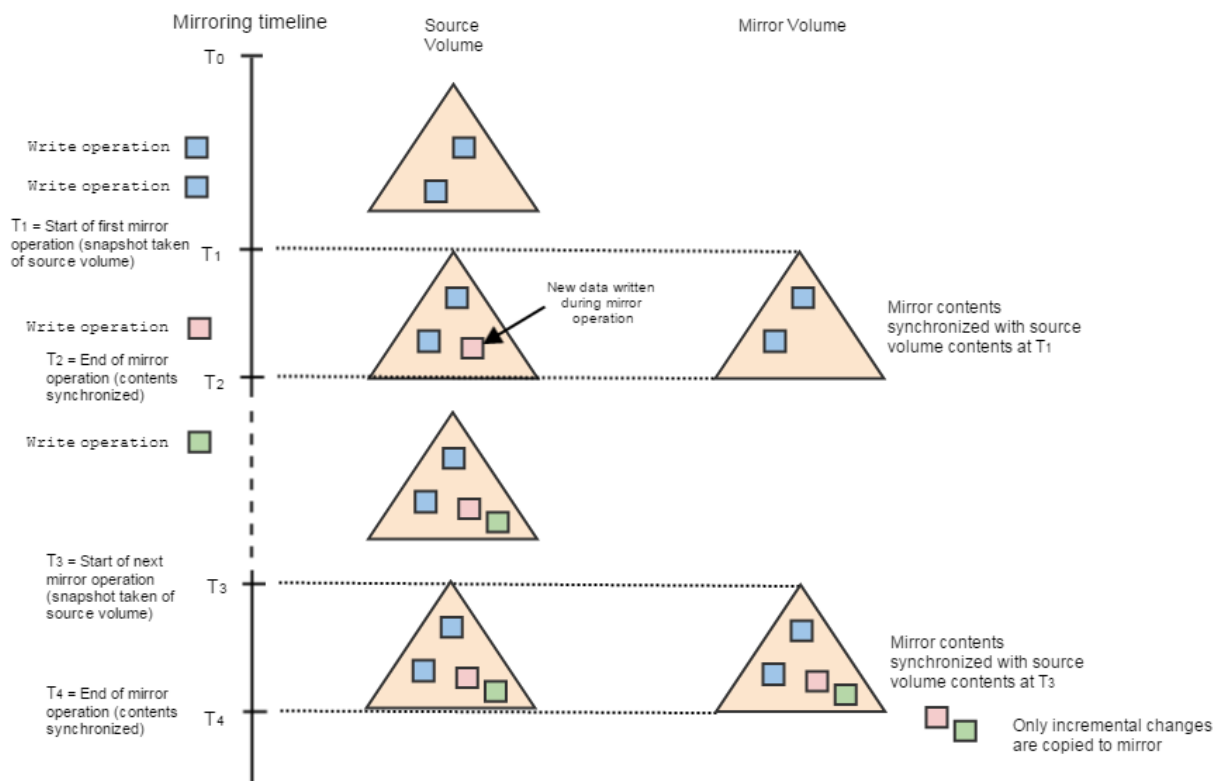 Mirroring timeline
Source
Volume
Mirror Volume
T0
Write operation
Write operation
T1 = Start of first mirror
operation (snapshot taken
of source volume)
T1
New data written
during mirror
operation
Mirror contents
synchronized with source
volume contents at T1
Write operation
T2 = End of mirror
operation (contents
synchronized)
T2
Write operation
T3 = Start of next
mirror operation
(snapshot taken of
source volume)
T3
Mirror contents
synchronized with source
volume contents at T3
T4 = End of mirror
operation (contents
synchronized)
T4
Only incremental changes
are copied to mirror